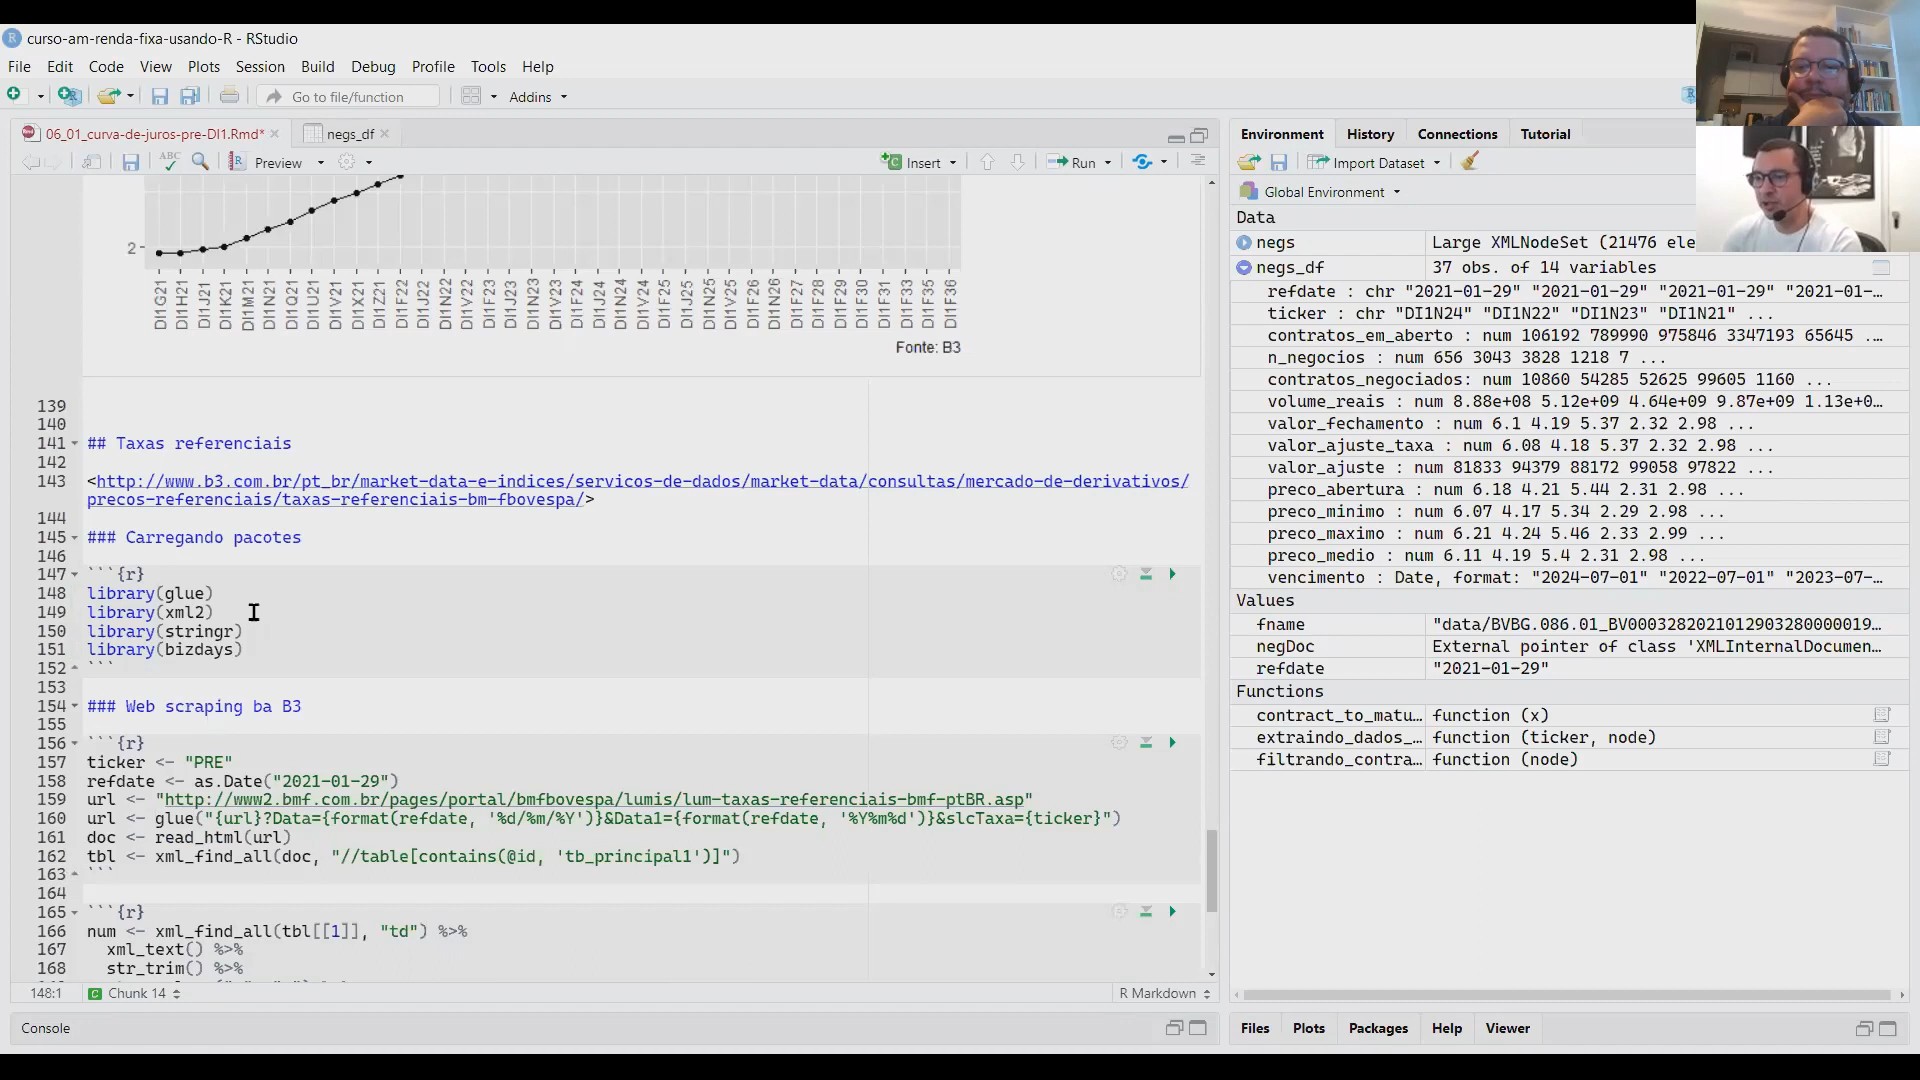 curso-am-renda-fixa-usando-R - RStudio
File Edit Code View Plots Session Build Debug Profile Tools Help
Go to file/function Addins
06_01_curva-de-juros-pre-DI1.Rmd* negs_df
ABC Preview Insert Run
2
DI1G21 DI1H21 DI1J21 DI1K21 DI1M21 DI1N21 DI1Q21 DI1U21 DI1V21 DI1X21 DI1Z21 DI1F22 DI1J22 DI1N22 DI1V22 DI1F23 DI1J23 DI1N23 DI1V23 DI1F24 DI1J24 DI1N24 DI1V24 DI1F25 DI1J25 DI1N25 DI1V25 DI1F26 DI1N26 DI1F27 DI1F28 DI1F29 DI1F30 DI1F31 DI1F33 DI1F35 DI1F36
Fonte: B3
139
140
141 ## Taxas referenciais
142
143 <http://www.b3.com.br/pt_br/market-data-e-indices/servicos-de-dados/market-data/consultas/mercado-de-derivativos/
precos-referenciais/taxas-referenciais-bm-fbovespa/>
144
145 ### Carregando pacotes
146
147 ```{r}
148 library(glue)
149 library(xml2)
150 library(stringr)
151 library(bizdays)
152 ```
153
154 ### Web scraping ba B3
155
156 ```{r}
157 ticker <- "PRE"
158 refdate <- as.Date("2021-01-29")
159 url <- "http://www2.bmf.com.br/pages/portal/bmfbovespa/lumis/lum-taxas-referenciais-bmf-ptBR.asp"
160 url <- glue("{url}?Data={format(refdate, '%d/%m/%Y')}&Data1={format(refdate, '%Y%m%d')}&slcTaxa={ticker}")
161 doc <- read_html(url)
162 tbl <- xml_find_all(doc, "//table[contains(@id, 'tb_principal1')]")
163 ```
164
165 ```{r}
166 num <- xml_find_all(tbl[[1]], "td") %>%
167 xml_text() %>%
168 str_trim() %>%
148:1 Chunk 14 R Markdown
Console
Environment History Connections Tutorial
Import Dataset
Global Environment
Data
negs Large XMLNodeSet (21476 ele
negs_df 37 obs. of 14 variables
refdate : chr "2021-01-29" "2021-01-29" "2021-01-29" "2021-01-…
ticker : chr "DI1N24" "DI1N22" "DI1N23" "DI1N21" ...
contratos_em_aberto : num 106192 789990 975846 3347193 65645 .…
n_negocios : num 656 3043 3828 1218 7 ...
contratos_negociados: num 10860 54285 52625 99605 1160 ...
volume_reais : num 8.88e+08 5.12e+09 4.64e+09 9.87e+09 1.13e+0…
valor_fechamento : num 6.1 4.19 5.37 2.32 2.98 ...
valor_ajuste_taxa : num 6.08 4.18 5.37 2.32 2.98 ...
valor_ajuste : num 81833 94379 88172 99058 97822 ...
preco_abertura : num 6.18 4.21 5.44 2.31 2.98 ...
preco_minimo : num 6.07 4.17 5.34 2.29 2.98 ...
preco_maximo : num 6.21 4.24 5.46 2.33 2.99 ...
preco_medio : num 6.11 4.19 5.4 2.31 2.98 ...
vencimento : Date, format: "2024-07-01" "2022-07-01" "2023-07-…
Values
fname "data/BVBG.086.01_BV0003282021012903280000019…
negDoc External pointer of class 'XMLInternalDocumen…
refdate "2021-01-29"
Functions
contract_to_matu… function (x)
extraindo_dados_… function (ticker, node)
filtrando_contra… function (node)
Files Plots Packages Help Viewer